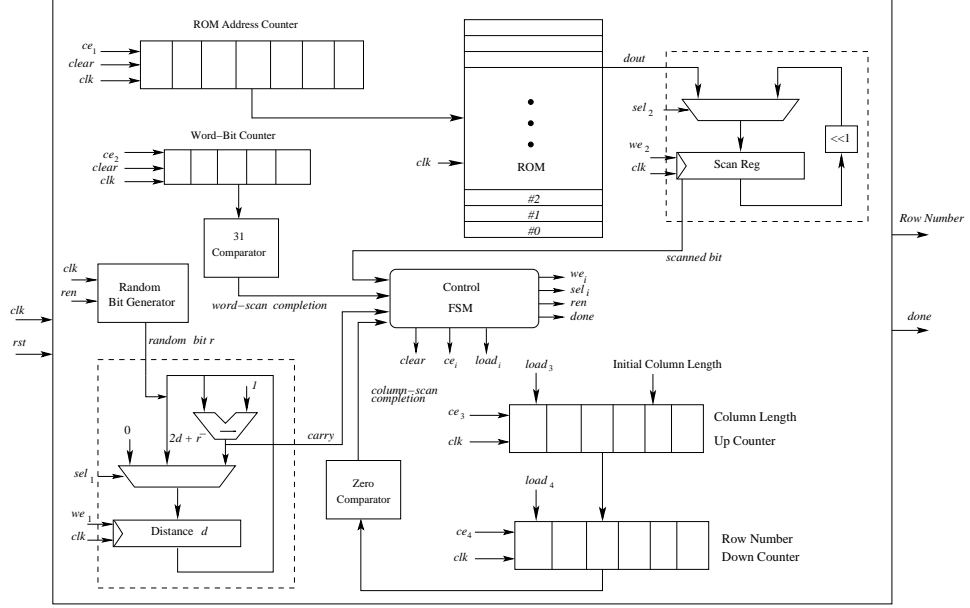 ROM Address Counter
ce1
clear
clk
Word–Bit Counter
ce2
clear
clk
31
Comparator
clk
ROM
#2
#1
#0
dout
sel2
we2
clk
Scan Reg
<<1
scanned bit
Row Number
done
clk
rst
clk
ren
Random
Bit Generator
word–scan completion
random bit r
Control
FSM
wei
seli
ren
done
clear
cei
loadi
column–scan
completion
carry
1
0
2d + r
–
sel1
we1
clk
Distance d
Zero
Comparator
load3
Initial Column Length
ce3
clk
Column Length
Up Counter
load4
ce4
clk
Row Number
Down Counter